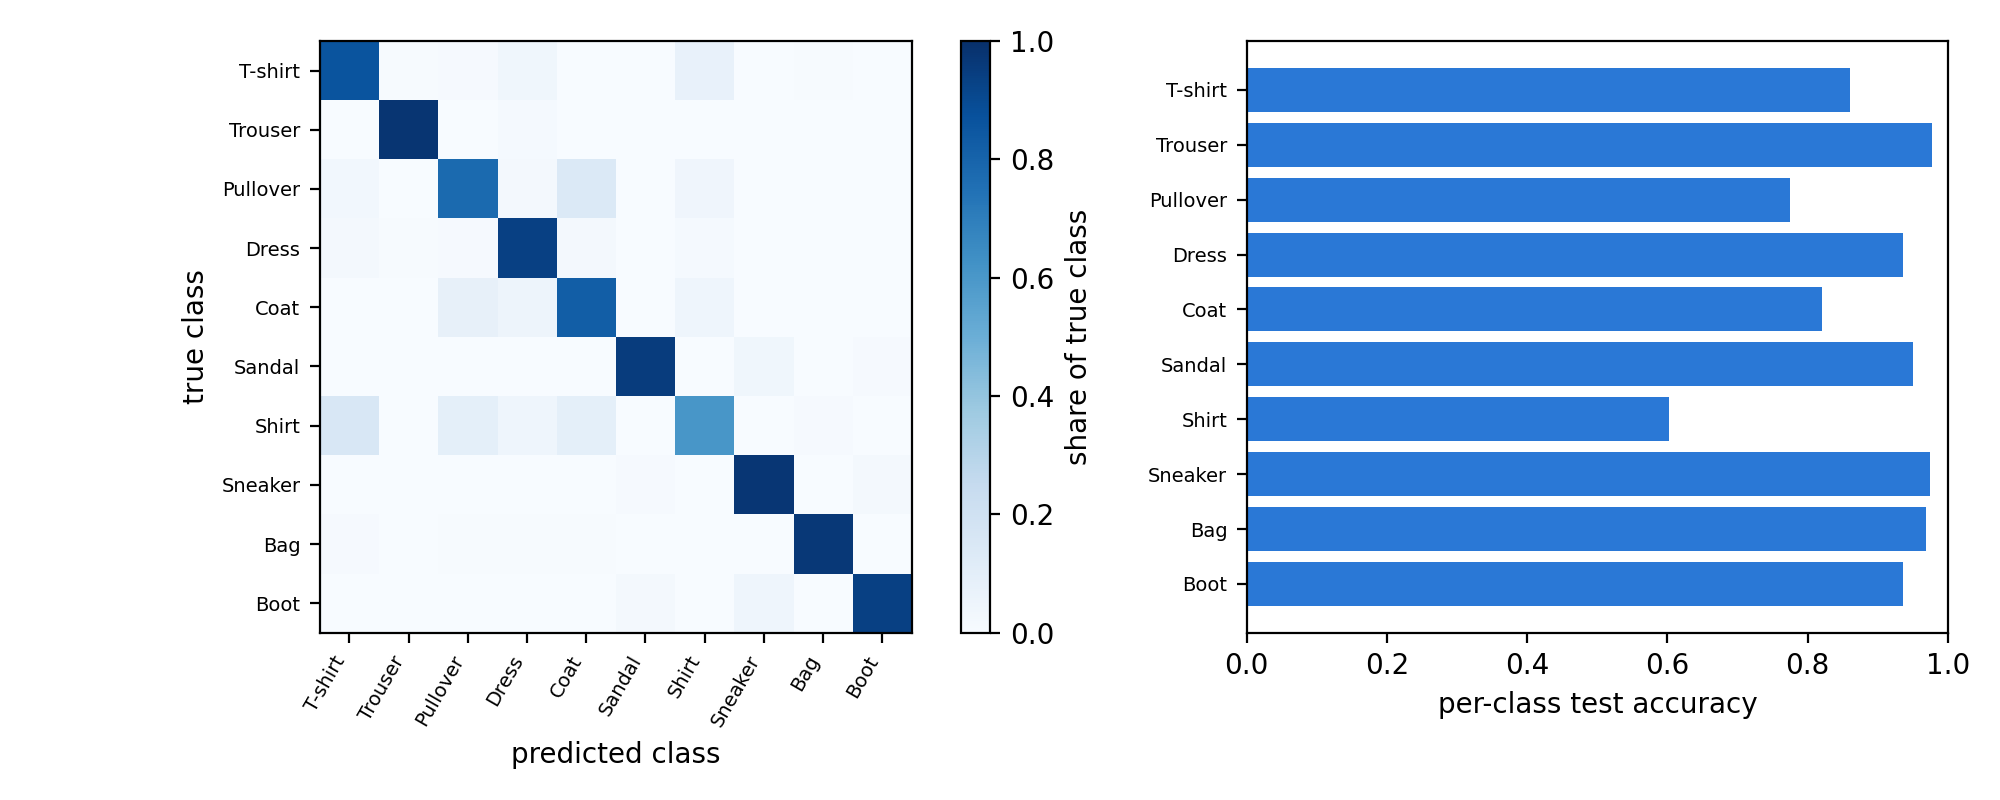 T-shirt
Trouser
Pullover
Dress
Coat
Sandal
Shirt
Sneaker
Bag
Boot
true class
T-shirt
Trouser
Pullover
Dress
Coat
Sandal
Shirt
Sneaker
Bag
Boot
predicted class
1.0
0.8
0.6
0.4
0.2
0.0
share of true class
T-shirt
Trouser
Pullover
Dress
Coat
Sandal
Shirt
Sneaker
Bag
Boot
0.0 0.2 0.4 0.6 0.8 1.0
per-class test accuracy